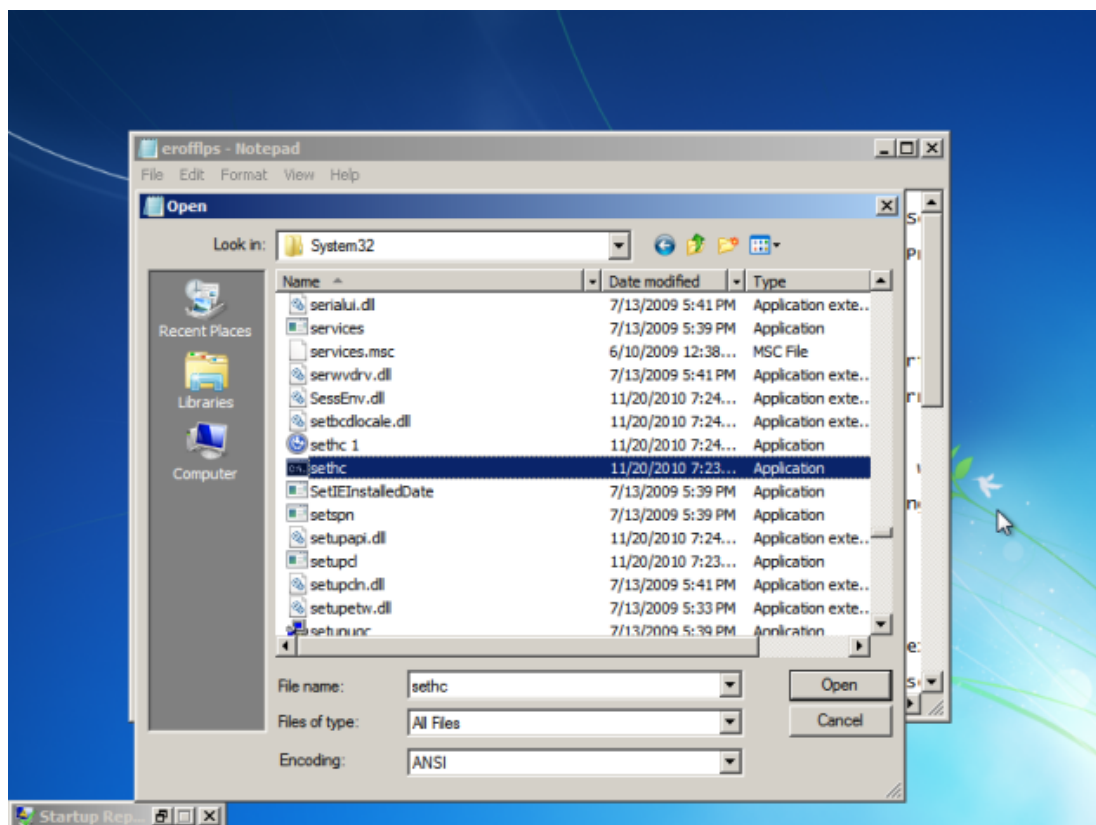 erofflps - Notepad
File Edit Format View Help
Open
Look in: System32
Name Date modified Type
serialui.dll 7/13/2009 5:41 PM Application exte..
services 7/13/2009 5:39 PM Application
services.msc 6/10/2009 12:38... MSC File
serwvdrv.dll 7/13/2009 5:41 PM Application exte..
SessEnv.dll 11/20/2010 7:24... Application exte..
setbcdlocale.dll 11/20/2010 7:24... Application exte..
sethc 1 11/20/2010 7:24... Application
sethc 11/20/2010 7:23... Application
SetIEInstalledDate 7/13/2009 5:39 PM Application
setspn 7/13/2009 5:39 PM Application
setupapi.dll 11/20/2010 7:24... Application exte..
setupcl 11/20/2010 7:23... Application
setupcln.dll 7/13/2009 5:41 PM Application exte..
setupetw.dll 7/13/2009 5:33 PM Application exte..
setupugc 7/13/2009 5:39 PM Application
Recent Places
Libraries
Computer
File name: sethc Open
Files of type: All Files Cancel
Encoding: ANSI
Startup Rep...